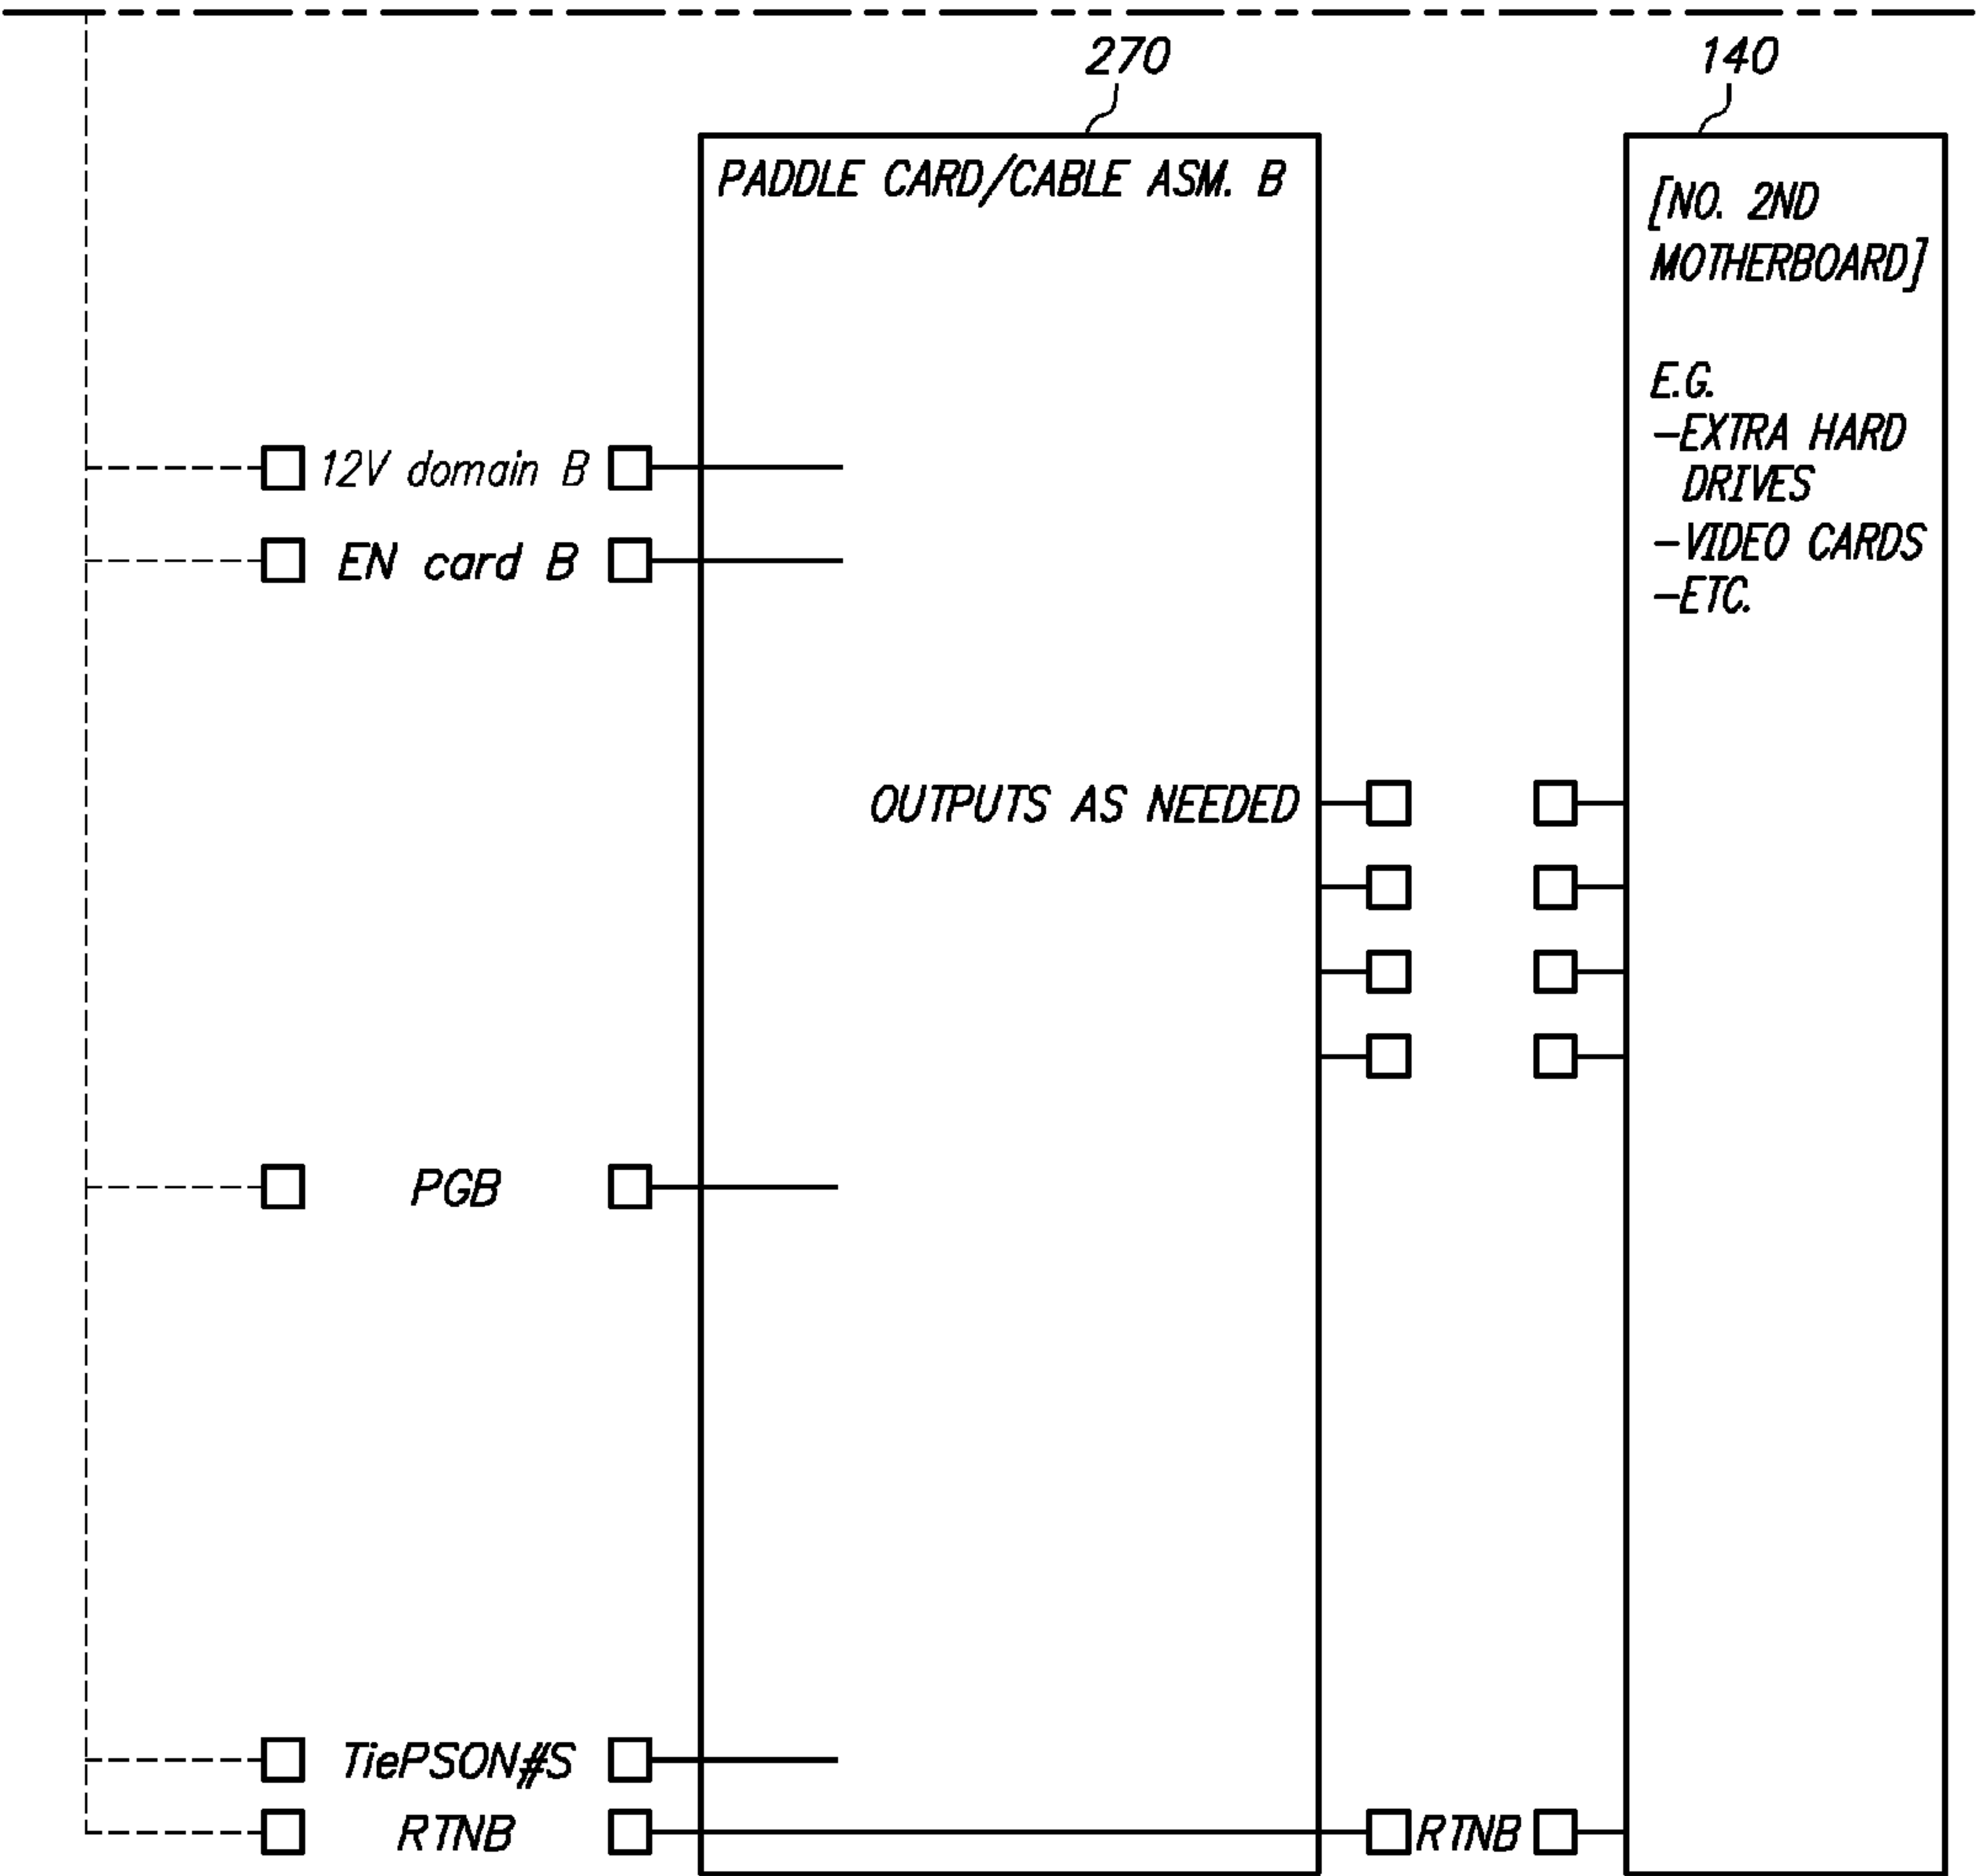 270
140
PADDLE CARD/CABLE ASM. B
[NO. 2ND
MOTHERBOARD]
E.G.
-EXTRA HARD
DRIVES
-VIDEO CARDS
-ETC.
12V domain B
EN card B
OUTPUTS AS NEEDED
PGB
TiePSON#S
RTNB
RTNB